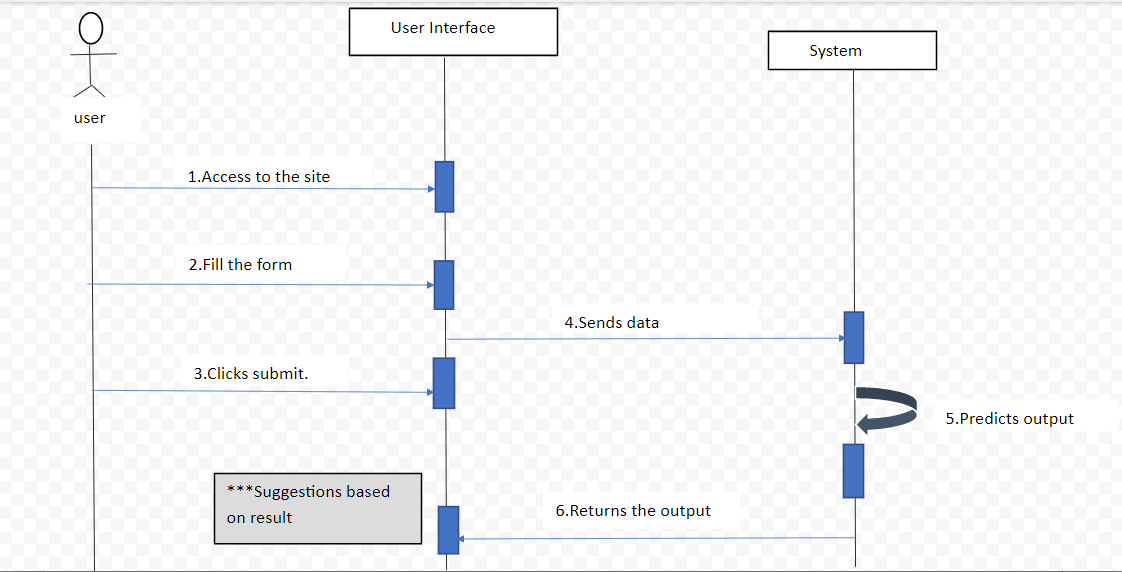 User Interface
System
user
1.Access to the site
2.Fill the form
4.Sends data
3.Clicks submit.
5.Predicts output
***Suggestions based
on result
6.Returns the output